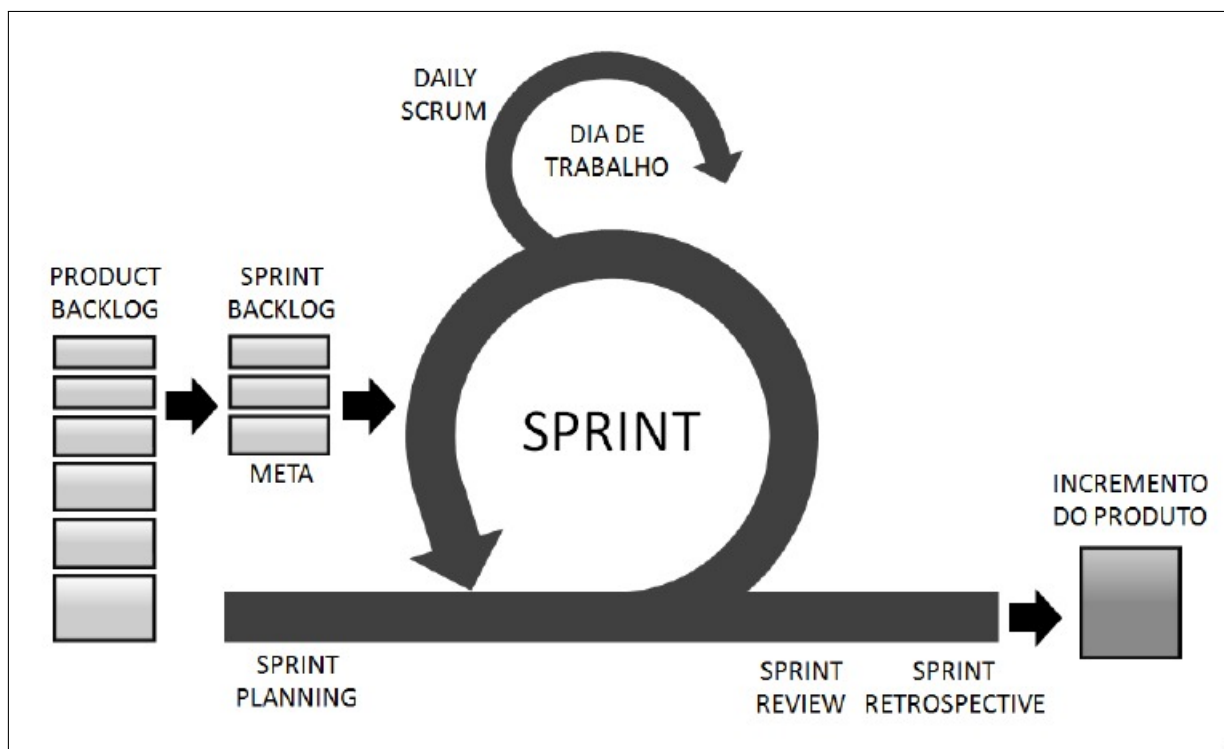 DAILY
SCRUM
DIA DE
TRABALHO
PRODUCT
BACKLOG
SPRINT
BACKLOG
META
SPRINT
INCREMENTO
DO PRODUTO
SPRINT
PLANNING
SPRINT
REVIEW
SPRINT
RETROSPECTIVE